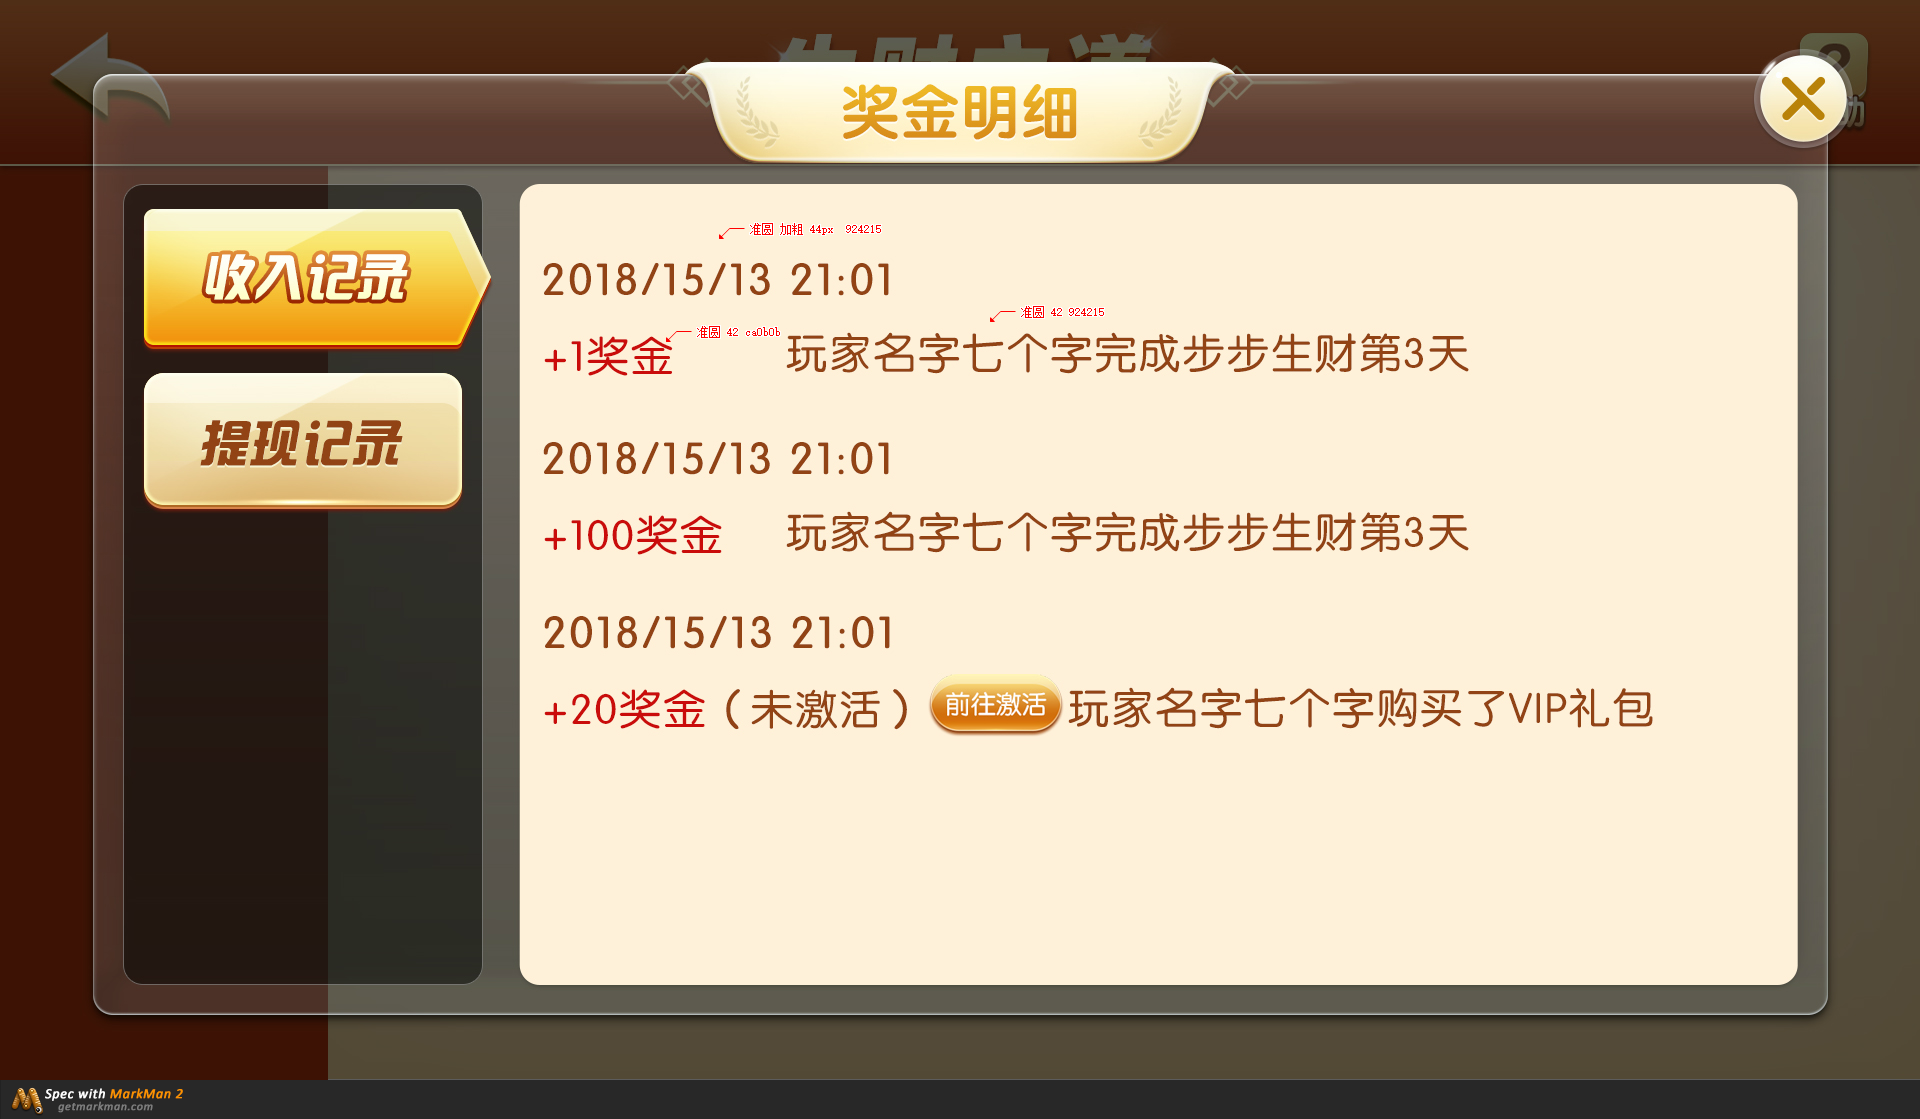 生财之道
奖金明细
助
收入记录
提现记录
准圆 加粗 44px 924215
2018/15/13 21:01
准圆 42 924215
准圆 42 ca0b0b
+1奖金 玩家名字七个字完成步步生财第3天
2018/15/13 21:01
+100奖金 玩家名字七个字完成步步生财第3天
2018/15/13 21:01
+20奖金（未激活） 前往激活 玩家名字七个字购买了VIP礼包
Spec with MarkMan 2
getmarkman.com